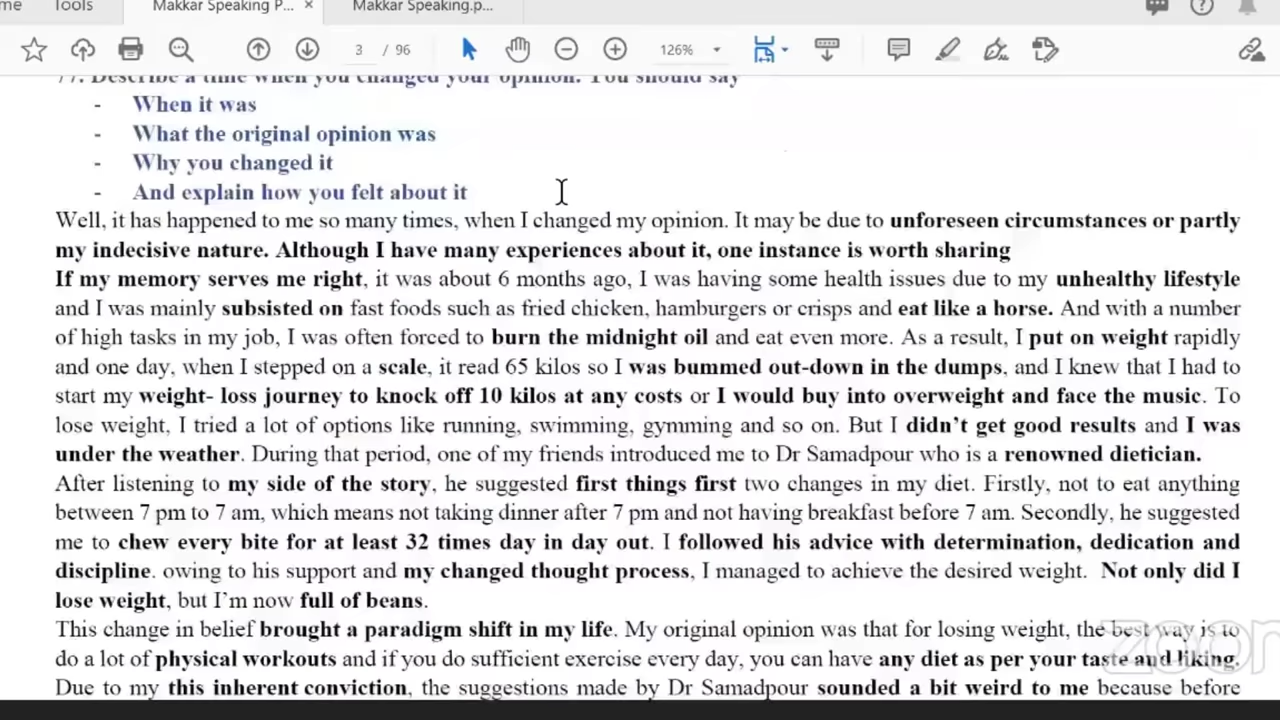 me
Tools
Makkar Speaking P... ×
Makkar Speaking.p...
3 / 96
126%
77. Describe a time when you changed your opinion. You should say
- When it was
- What the original opinion was
- Why you changed it
- And explain how you felt about it
Well, it has happened to me so many times, when I changed my opinion. It may be due to unforeseen circumstances or partly
my indecisive nature. Although I have many experiences about it, one instance is worth sharing
If my memory serves me right, it was about 6 months ago, I was having some health issues due to my unhealthy lifestyle
and I was mainly subsisted on fast foods such as fried chicken, hamburgers or crisps and eat like a horse. And with a number
of high tasks in my job, I was often forced to burn the midnight oil and eat even more. As a result, I put on weight rapidly
and one day, when I stepped on a scale, it read 65 kilos so I was bummed out-down in the dumps, and I knew that I had to
start my weight- loss journey to knock off 10 kilos at any costs or I would buy into overweight and face the music. To
lose weight, I tried a lot of options like running, swimming, gymming and so on. But I didn't get good results and I was
under the weather. During that period, one of my friends introduced me to Dr Samadpour who is a renowned dietician.
After listening to my side of the story, he suggested first things first two changes in my diet. Firstly, not to eat anything
between 7 pm to 7 am, which means not taking dinner after 7 pm and not having breakfast before 7 am. Secondly, he suggested
me to chew every bite for at least 32 times day in day out. I followed his advice with determination, dedication and
discipline. owing to his support and my changed thought process, I managed to achieve the desired weight. Not only did I
lose weight, but I'm now full of beans.
This change in belief brought a paradigm shift in my life. My original opinion was that for losing weight, the best way is to
do a lot of physical workouts and if you do sufficient exercise every day, you can have any diet as per your taste and liking.
Due to my this inherent conviction, the suggestions made by Dr Samadpour sounded a bit weird to me because before
zoom